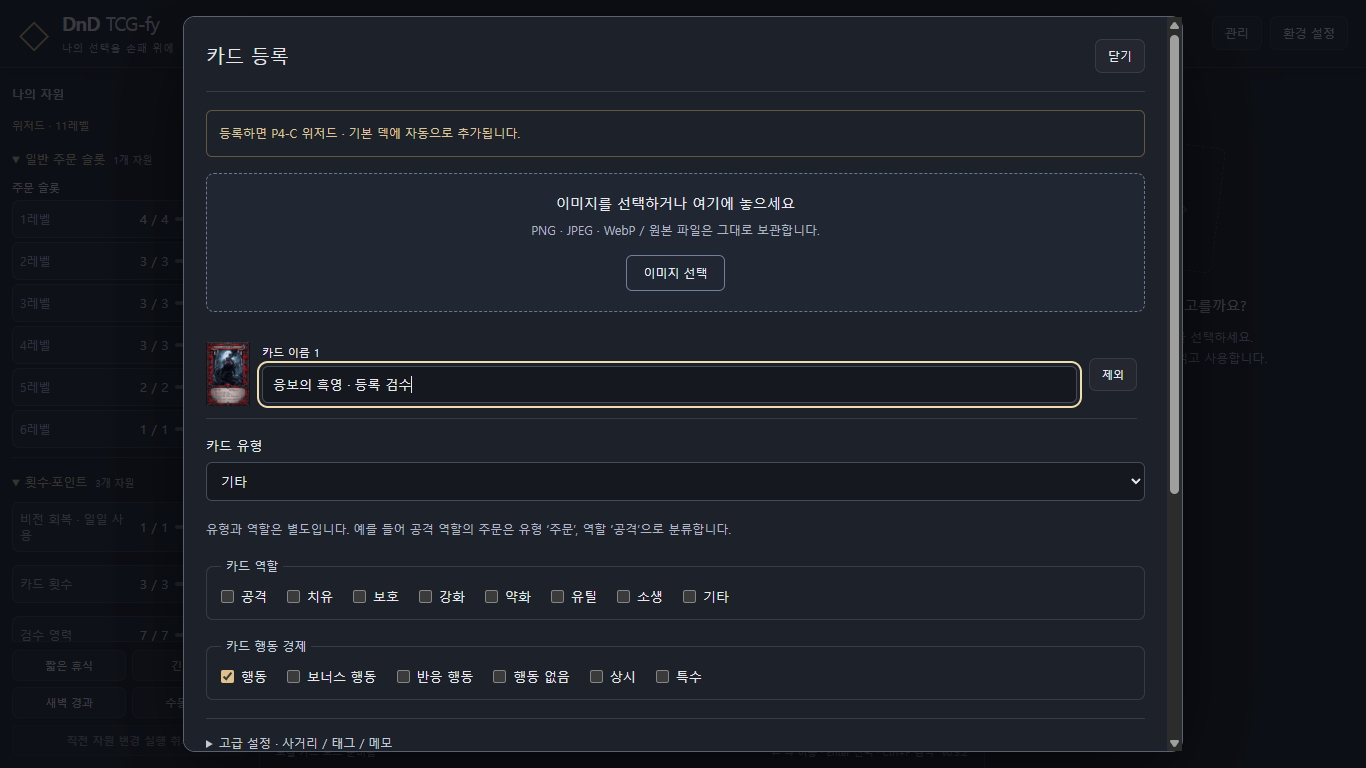 DnD TCG-fy
나의 선택을 손패 위에
관리
환경 설정
나의 자원
위저드 · 11레벨
▼ 일반 주문 슬롯 1개 자원
주문 슬롯
1레벨 4 / 4
2레벨 3 / 3
3레벨 3 / 3
4레벨 3 / 3
5레벨 2 / 2
6레벨 1 / 1
▼ 횟수·포인트 3개 자원
비전 회복 · 일일 사
용
1 / 1
카드 횟수 3 / 3
검수 영력 7 / 7
짧은 휴식
긴
새벽 경과
수동
직전 자원 변경 실행 취
카드 등록
닫기
등록하면 P4-C 위저드 · 기본 덱에 자동으로 추가됩니다.
이미지를 선택하거나 여기에 놓으세요
PNG · JPEG · WebP / 원본 파일은 그대로 보관합니다.
이미지 선택
카드 이름 1
응보의 흑영 · 등록 검수
제외
카드 유형
기타
유형과 역할은 별도입니다. 예를 들어 공격 역할의 주문은 유형 ‘주문’, 역할 ‘공격’으로 분류합니다.
카드 역할
공격 치유 보호 강화 약화 유틸 소생 기타
카드 행동 경제
행동 보너스 행동 반응 행동 행동 없음 상시 특수
▶ 고급 설정 · 사거리 / 태그 / 메모
고를까요?
선택하세요.
고 사용합니다.